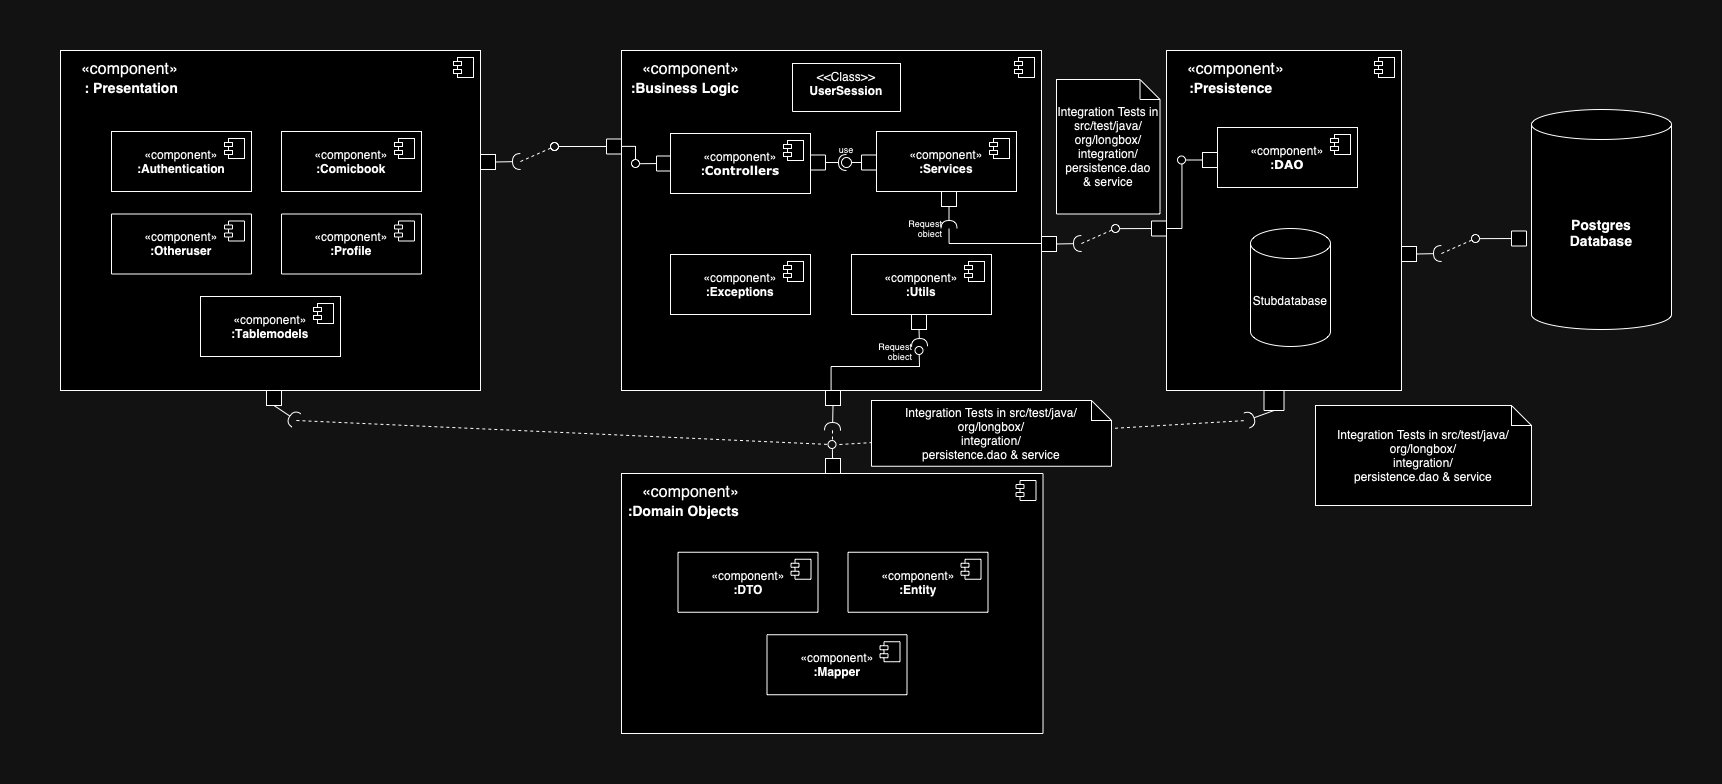 «component»
: Presentation
«component»
:Authentication
«component»
:Comicbook
«component»
:Otheruser
«component»
:Profile
«component»
:Tablemodels
«component»
:Business Logic
<<Class>>
UserSession
«component»
:Controllers
use
«component»
:Services
Request
object
«component»
:Exceptions
«component»
:Utils
Request
object
Integration Tests in
src/test/java/
org/longbox/
integration/
persistence.dao
& service
«component»
:Presistence
«component»
:DAO
Stubdatabase
Postgres
Database
Integration Tests in src/test/java/
org/longbox/
integration/
persistence.dao & service
Integration Tests in src/test/java/
org/longbox/
integration/
persistence.dao & service
«component»
:Domain Objects
«component»
:DTO
«component»
:Entity
«component»
:Mapper